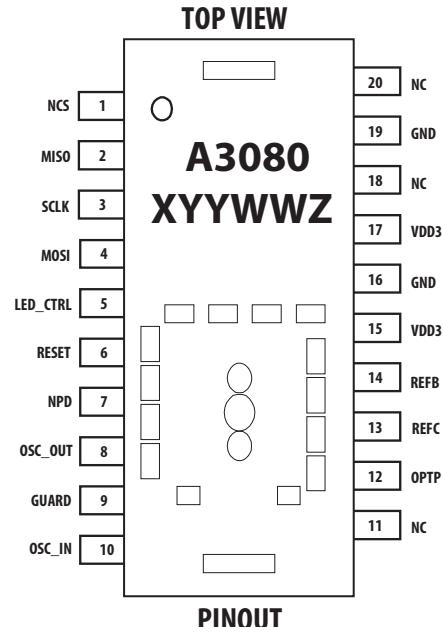 TOP VIEW
NCS 1
MISO 2
SCLK 3
MOSI 4
LED_CTRL 5
RESET 6
NPD 7
OSC_OUT 8
GUARD 9
OSC_IN 10
A3080
XYYWWZ
20 NC
19 GND
18 NC
17 VDD3
16 GND
15 VDD3
14 REFB
13 REFC
12 OPTP
11 NC
PINOUT